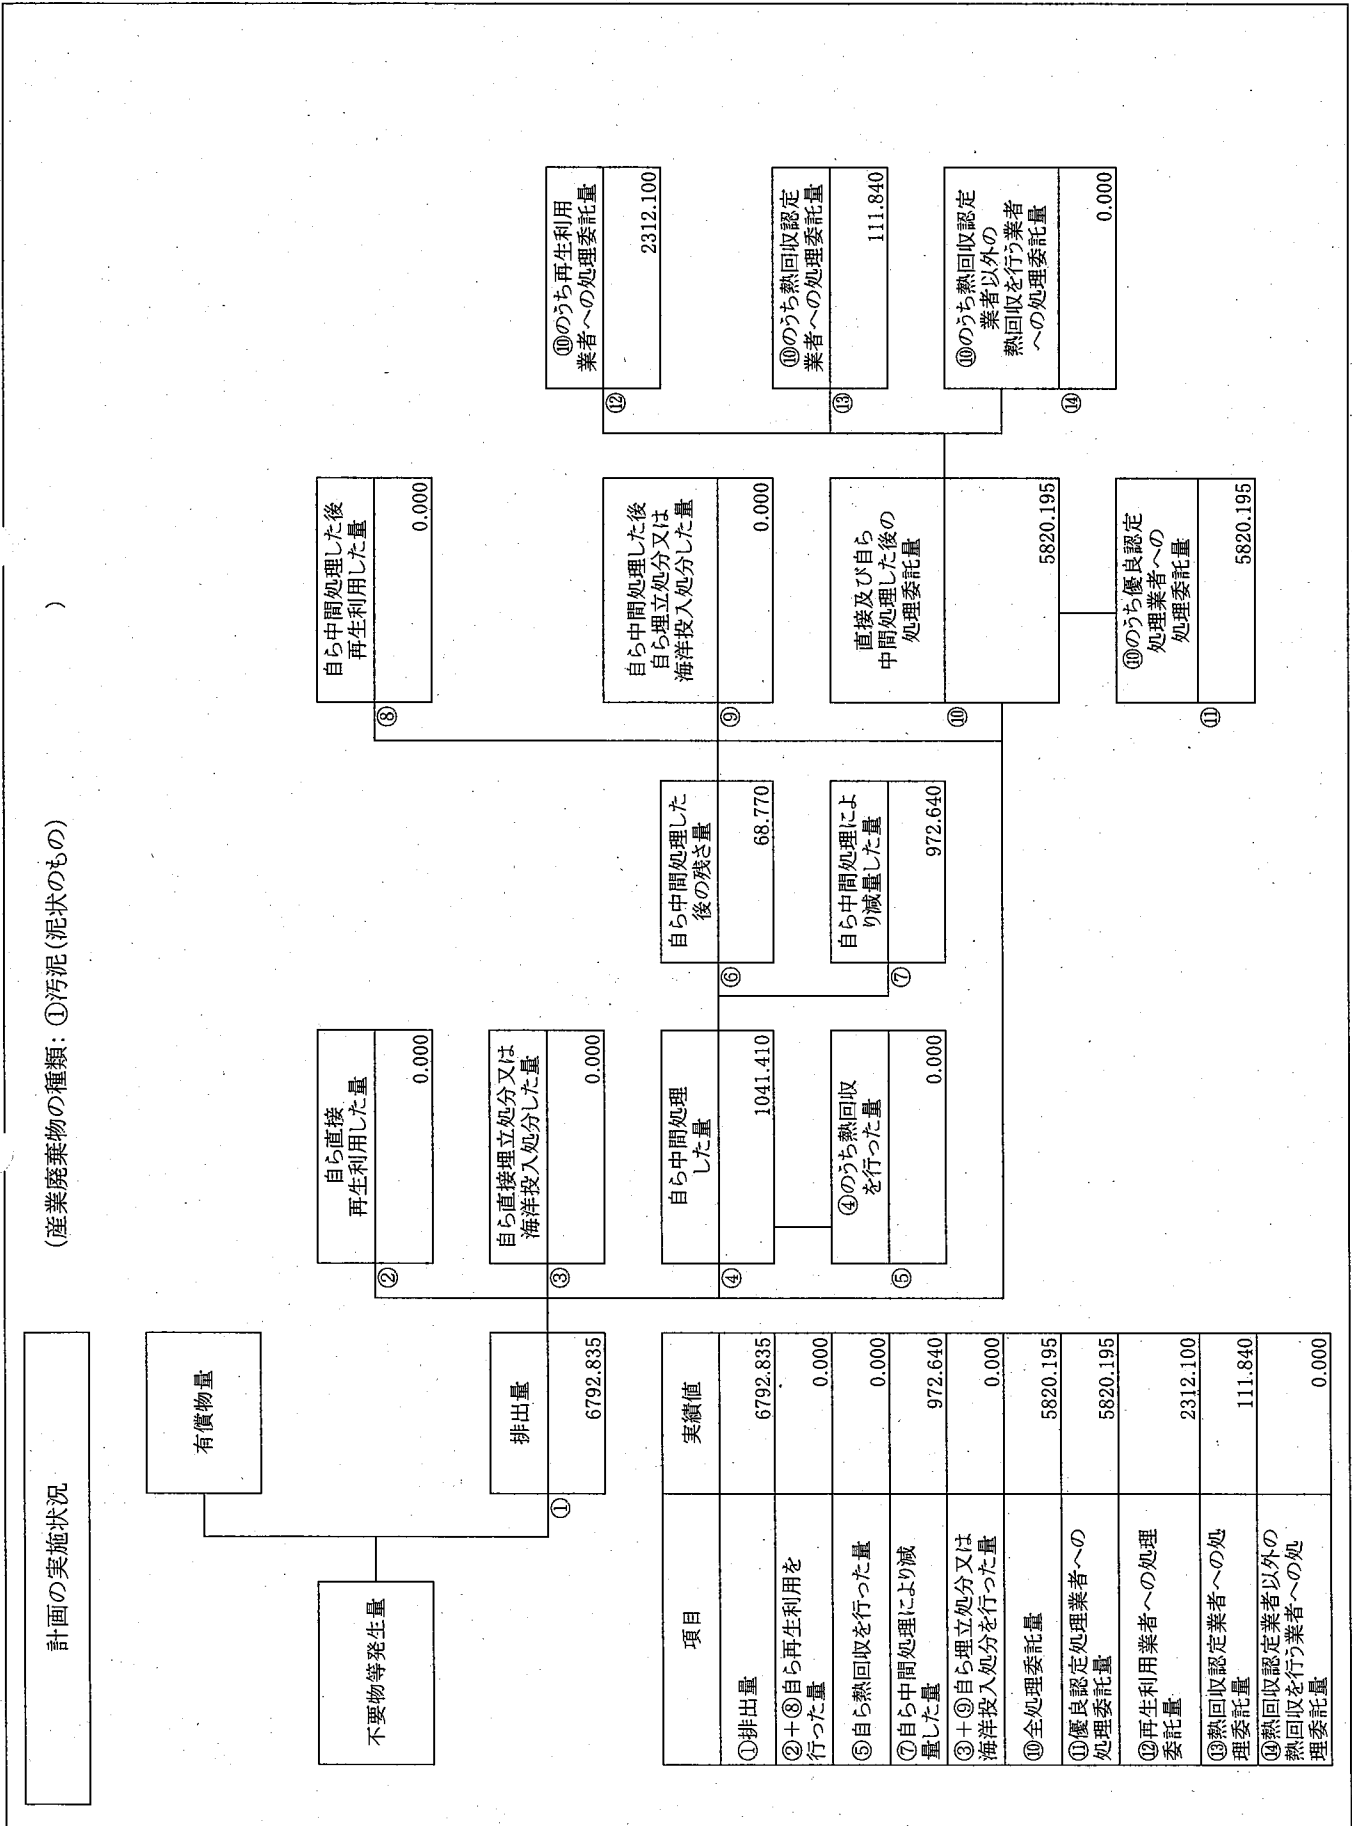 計画の実施状況
(産業廃棄物の種類: ①汚泥(泥状のもの)
)
不要物等発生量
有償物量
①
排出量
6792.835
②
自ら直接
再生利用した量
0.000
③
自ら直接埋立処分又は
海洋投入処分した量
0.000
④
自ら中間処理
した量
1041.410
⑤
④のうち熱回収
を行った量
0.000
⑥
自ら中間処理した
後の残さ量
68.770
⑦
自ら中間処理によ
り減量した量
972.640
⑧
自ら中間処理した後
再生利用した量
0.000
⑨
自ら中間処理した後
自ら埋立処分又は
海洋投入処分した量
0.000
⑩
直接及び自ら
中間処理した後の
処理委託量
5820.195
⑪
⑩のうち優良認定
処理業者への
処理委託量
5820.195
⑫
⑩のうち再生利用
業者への処理委託量
2312.100
⑬
⑩のうち熱回収認定
業者への処理委託量
111.840
⑭
⑩のうち熱回収認定
業者以外の
熱回収を行う業者
への処理委託量
0.000
項目 実績値
①排出量 6792.835
②+⑧自ら再生利用を
行った量 0.000
⑤自ら熱回収を行った量 0.000
⑦自ら中間処理により減
量した量 972.640
③+⑨自ら埋立処分又は
海洋投入処分を行った量 0.000
⑩全処理委託量 5820.195
⑪優良認定処理業者への
処理委託量 5820.195
⑫再生利用業者への処理
委託量 2312.100
⑬熱回収認定業者への処
理委託量 111.840
⑭熱回収認定業者以外の
熱回収を行う業者への処
理委託量 0.000